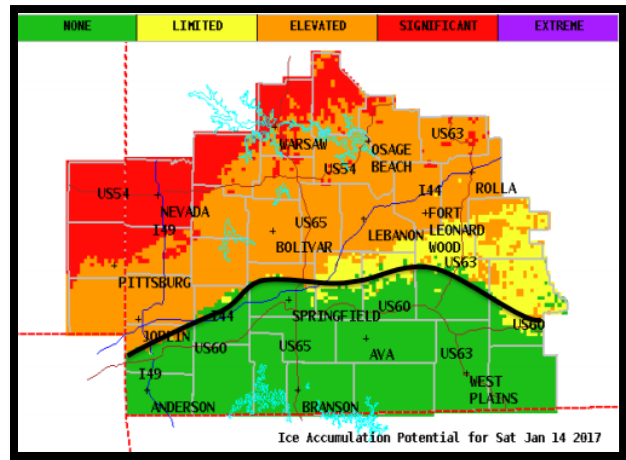 NONE LIMITED ELEVATED SIGNIFICANT EXTREME
WARSAW
US63
OSAGE
BEACH
US54
US54
I44
ROLLA
NEVADA
I49
US65
FORT
LEONARD
WOOD
LEBANON
BOLIVAR
US63
PITTSBURG
US60
I44
SPRINGFIELD
US60
JOPLIN
US60
US65
AVA
US63
I49
WEST
PLAINS
ANDERSON
BRANSON
Ice Accumulation Potential for Sat Jan 14 2017